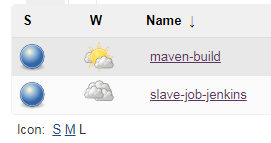 S W Name ↓
maven-build
slave-job-jenkins
Icon: S M L